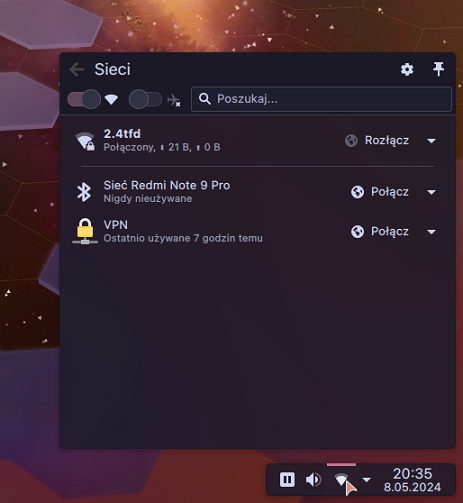 Sieci
Poszukaj...
2.4tfd
Połączony, ⬇ 21 B, ⬆ 0 B
Rozłącz
Sieć Redmi Note 9 Pro
Nigdy nieużywane
Połącz
VPN
Ostatnio używane 7 godzin temu
Połącz
20:35
8.05.2024